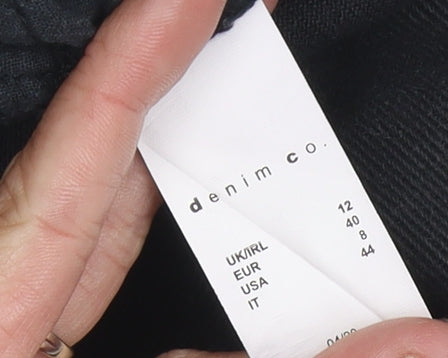 denim co.
UK/IRL 12
EUR 40
USA 8
IT 44